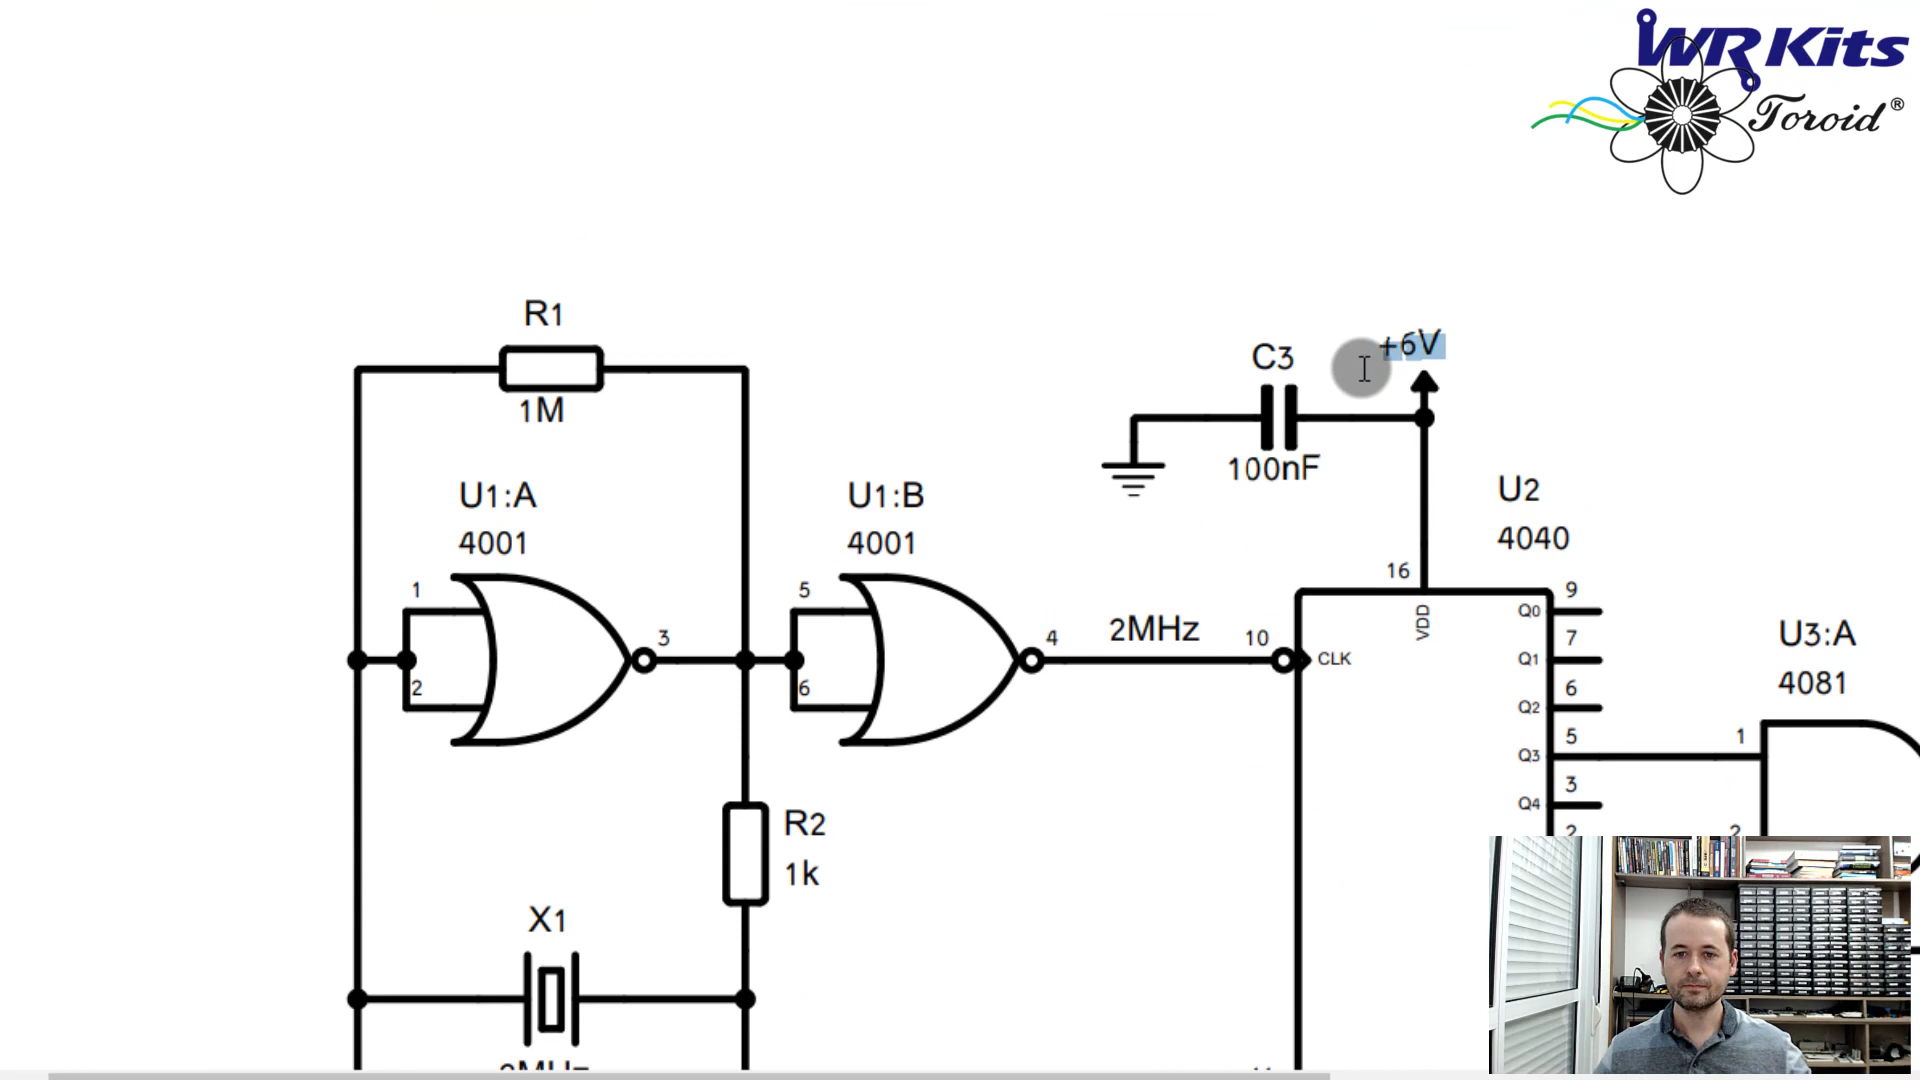 WR Kits
Toroid®
R1
1M
C3
+6V
100nF
U1:A
4001
1
2
3
U1:B
4001
5
6
4
2MHz
10
CLK
16
VDD
U2
4040
Q0
9
Q1
7
Q2
6
Q3
5
Q4
3
2
U3:A
4081
1
2
R2
1k
X1